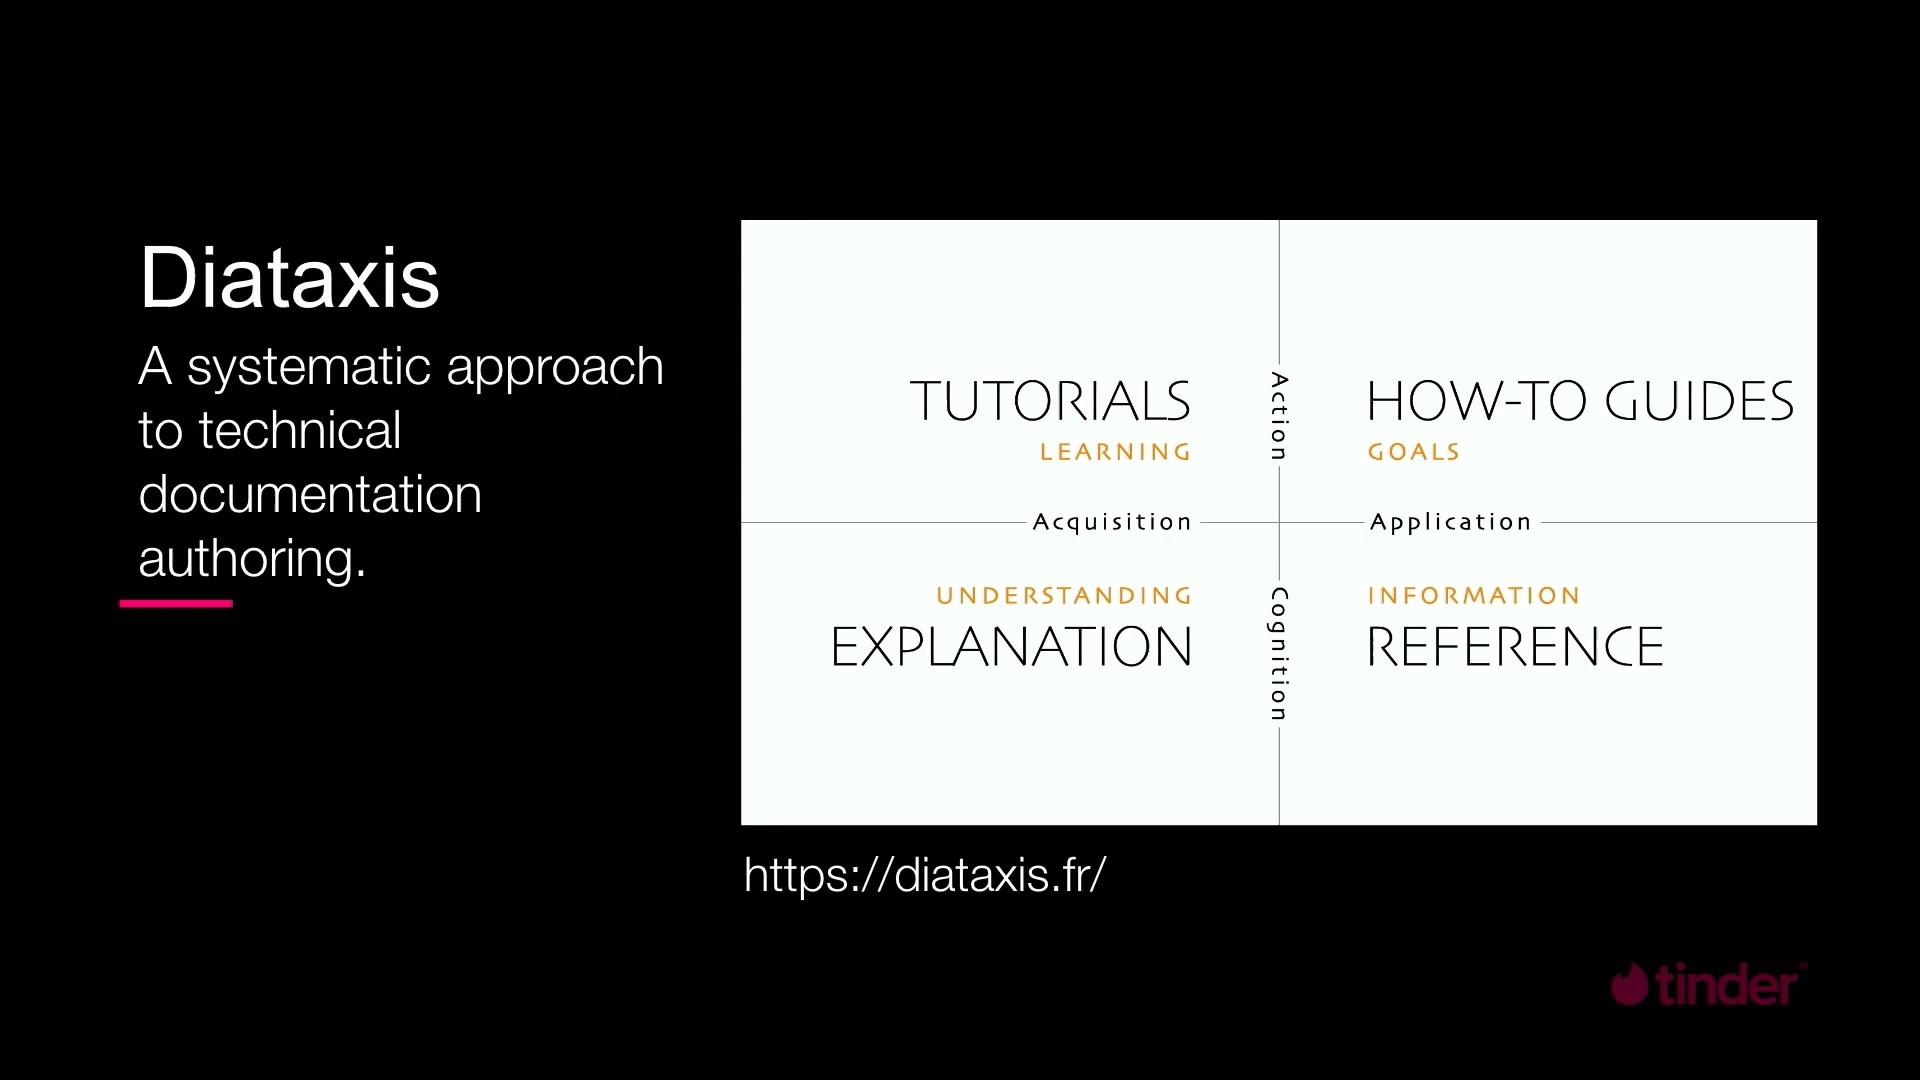 Diataxis
A systematic approach
to technical
documentation
authoring.
TUTORIALS
LEARNING
Action
HOW-TO GUIDES
GOALS
Acquisition
Application
UNDERSTANDING
EXPLANATION
Cognition
INFORMATION
REFERENCE
https://diataxis.fr/
tinder